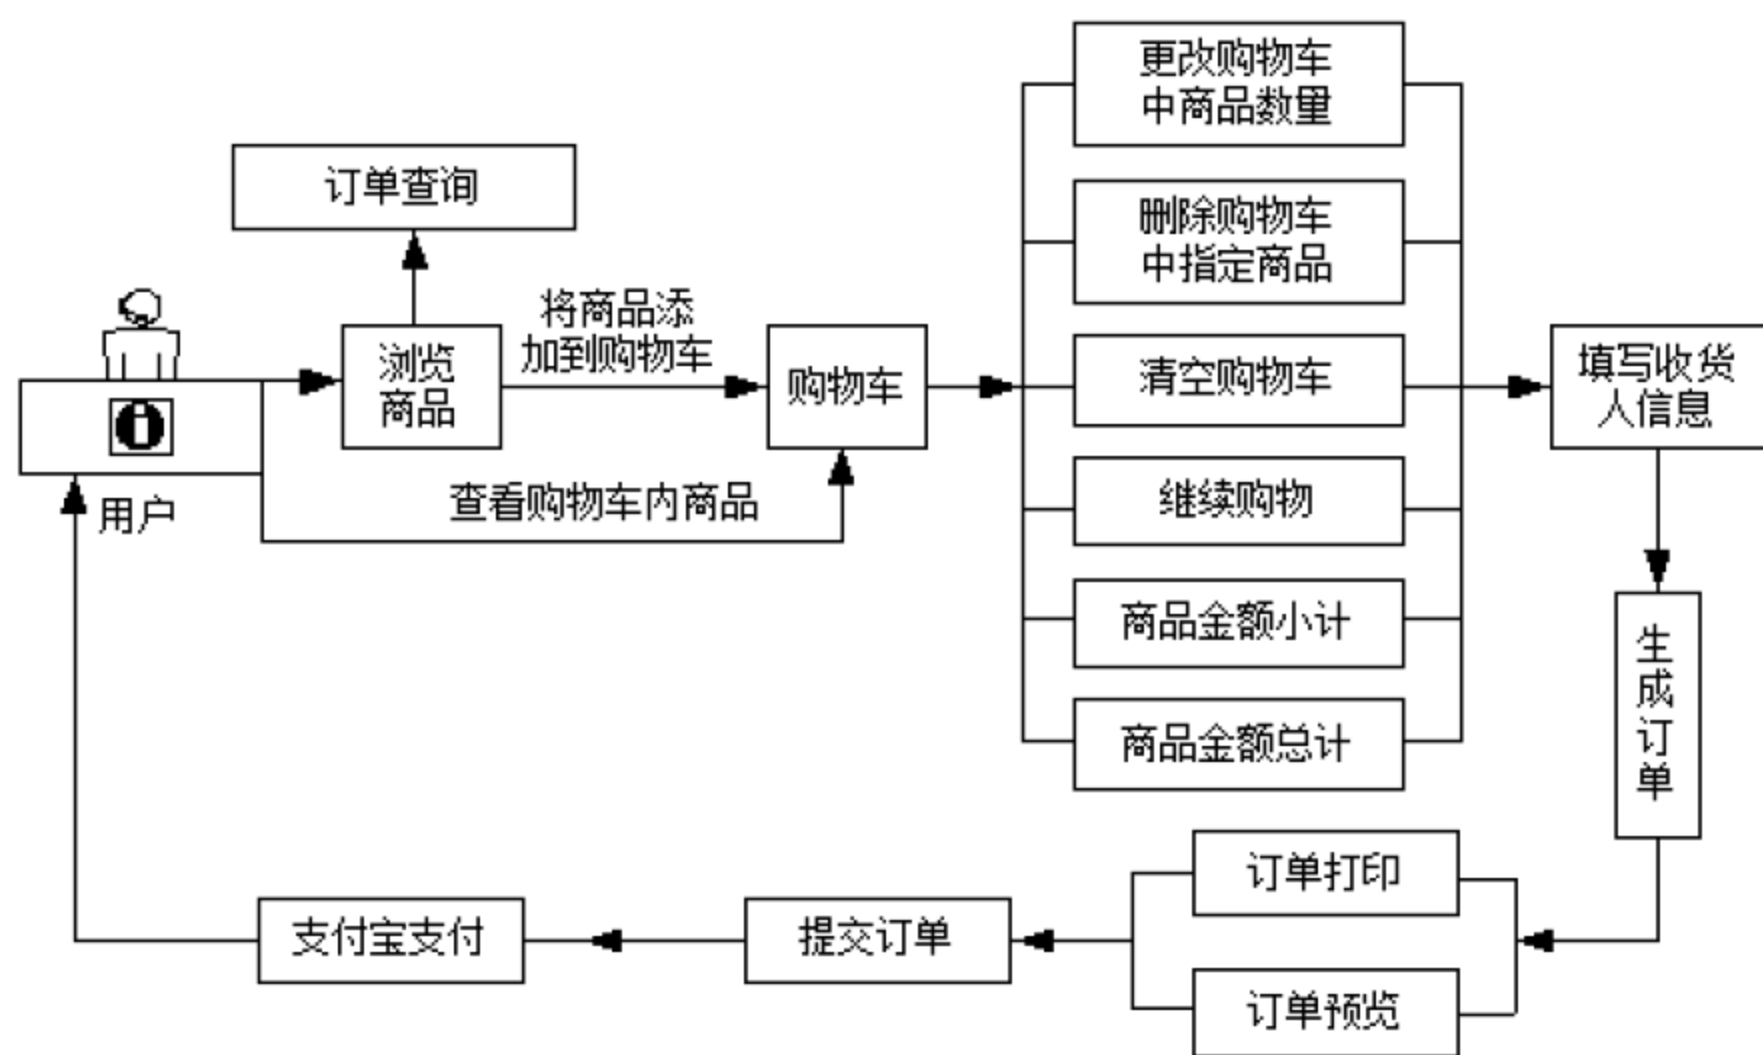 更改购物车
中商品数量
订单查询
删除购物车
中指定商品
将商品添
加到购物车
浏览
商品
购物车
清空购物车
填写收货
人信息
查看购物车内商品
用户
继续购物
商品金额小计
生
成
订
单
商品金额总计
订单打印
支付宝支付
提交订单
订单预览